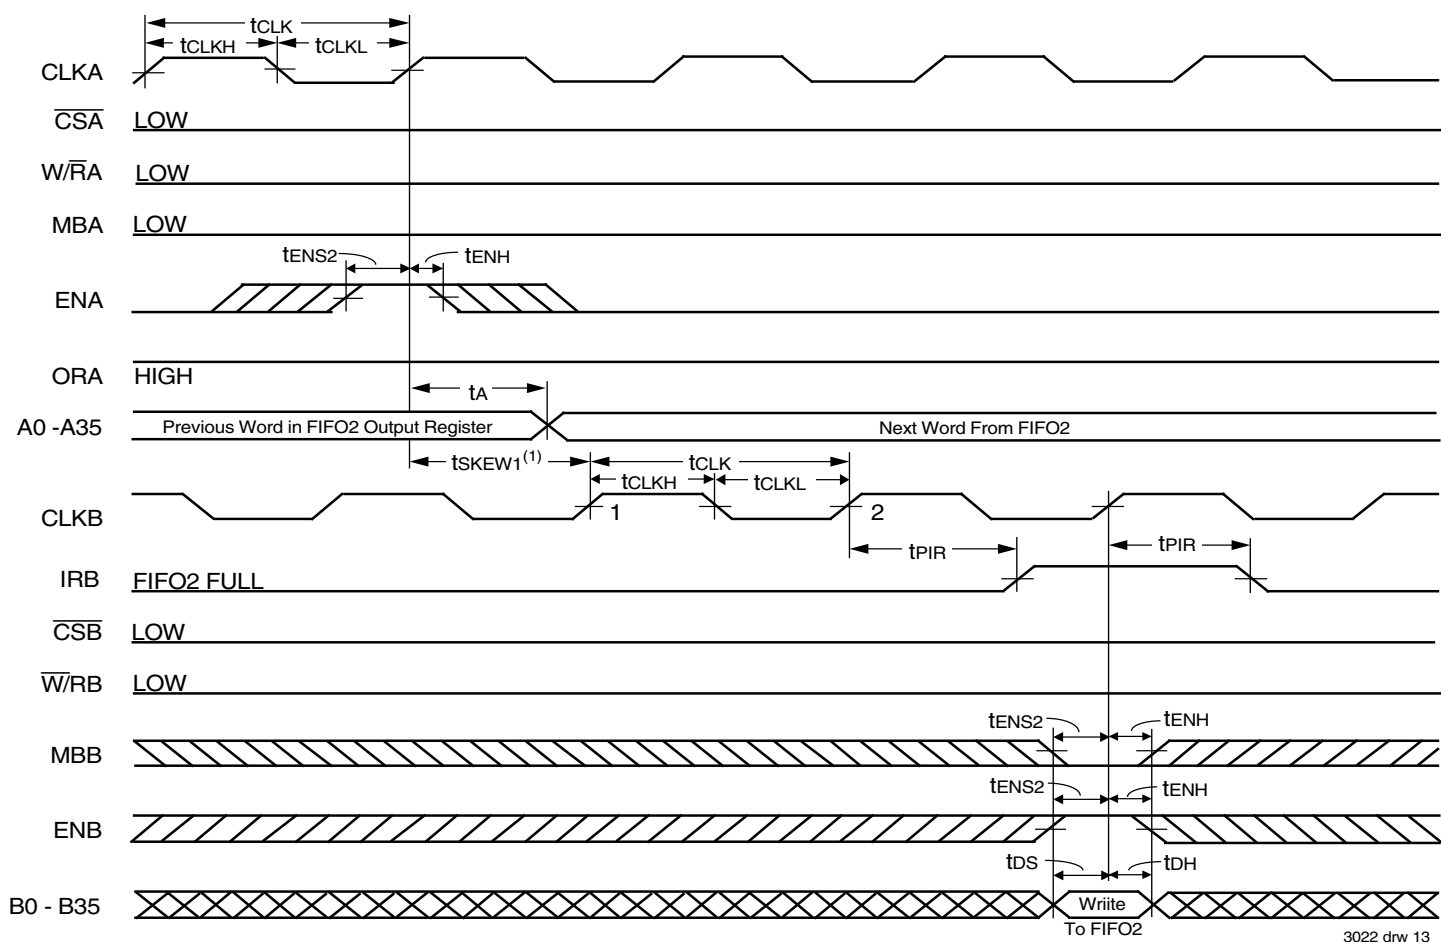 tCLK
tCLKH tCLKL
CLKA
CSA LOW
W/RA LOW
MBA LOW
tENS2 tENH
ENA
ORA HIGH
tA
A0 -A35 Previous Word in FIFO2 Output Register Next Word From FIFO2
tSKEW1(1) tCLK
tCLKH tCLKL
CLKB 1 2
tPIR tPIR
IRB FIFO2 FULL
CSB LOW
W/RB LOW
tENS2 tENH
MBB
tENS2 tENH
ENB
tDS tDH
B0 - B35 Wriite
To FIFO2
3022 drw 13